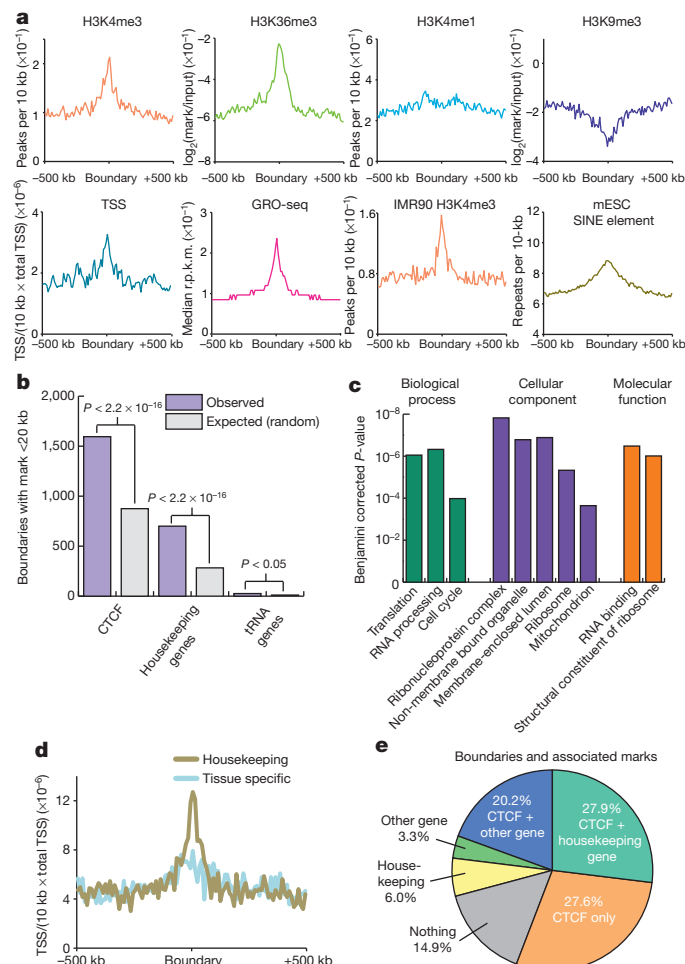 a
H3K4me3
Peaks per 10 kb (×10⁻¹)
2
1
0
−500 kb Boundary +500 kb
H3K36me3
log₂(mark/input) (×10⁻¹)
−2
−4
−6
−8
−500 kb Boundary +500 kb
H3K4me1
Peaks per 10 kb (×10⁻¹)
6
4
2
0
−500 kb Boundary +500 kb
H3K9me3
log₂(mark/input) (×10⁻¹)
0
−2
−4
−500 kb Boundary +500 kb
TSS
TSS/(10 kb × total TSS) (×10⁻⁶)
4
2
0
−500 kb Boundary +500 kb
GRO-seq
Median r.p.k.m. (×10⁻¹)
3
2
1
0
−500 kb Boundary +500 kb
IMR90 H3K4me3
Peaks per 10 kb (×10⁻¹)
1.6
0.8
0
−500 kb Boundary +500 kb
mESC
SINE element
Repeats per 10-kb
12
10
8
6
4
−500 kb Boundary +500 kb
b
Boundaries with mark <20 kb
2,000
1,500
1,000
500
0
P < 2.2 × 10⁻¹⁶
Observed
Expected (random)
P < 2.2 × 10⁻¹⁶
P < 0.05
CTCF
Housekeeping
genes
tRNA
genes
c
Biological
process
Cellular
component
Molecular
function
Benjamini corrected P-value
10⁻⁸
10⁻⁶
10⁻⁴
10⁻²
Translation
RNA processing
Cell cycle
Ribonucleoprotein complex
Non-membrane bound organelle
Membrane-enclosed lumen
Ribosome
Mitochondrion
RNA binding
Structural constituent of ribosome
d
Housekeeping
Tissue specific
TSS/(10 kb × total TSS) (×10⁻⁶)
12
8
4
0
−500 kb Boundary +500 kb
e
Boundaries and associated marks
20.2%
CTCF +
other gene
27.9%
CTCF +
housekeeping
gene
Other gene
3.3%
House-
keeping
6.0%
27.6%
CTCF only
Nothing
14.9%